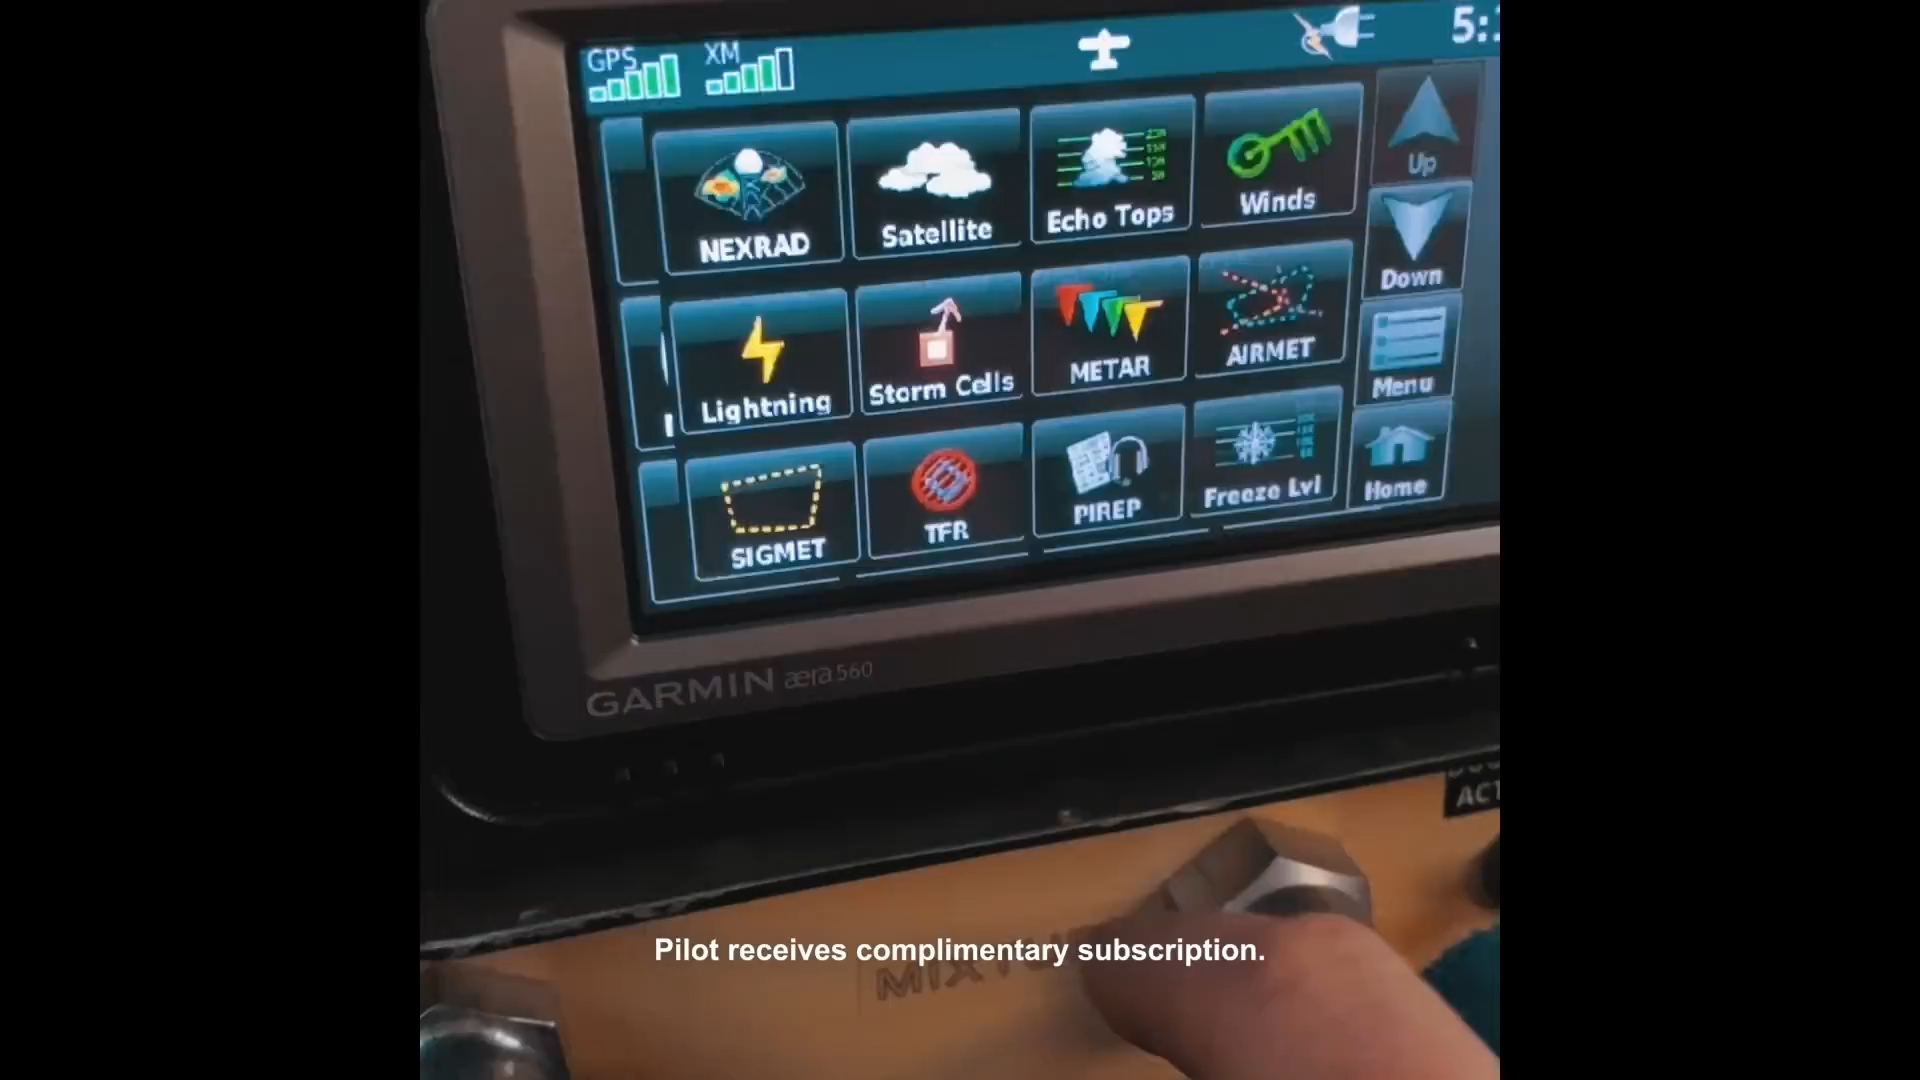 GPS
XM
5:
NEXRAD
Satellite
Echo Tops
Winds
Up
Lightning
Storm Cells
METAR
AIRMET
Down
Menu
SIGMET
TFR
PIREP
Freeze Lvl
Home
GARMIN aera 560
ACT
MIXTU
Pilot receives complimentary subscription.